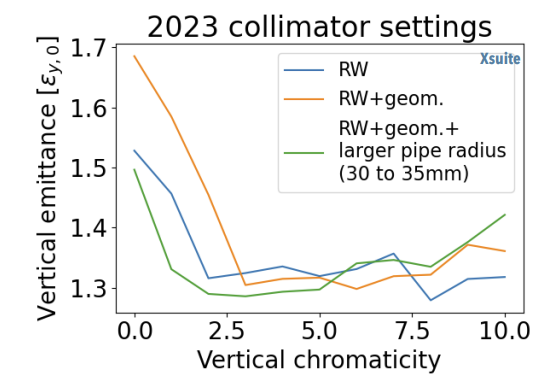 2023 collimator settings
Xsuite
RW
RW+geom.
RW+geom.+
larger pipe radius
(30 to 35mm)
Vertical emittance [ε_{y, 0}]
1.7
1.6
1.5
1.4
1.3
0.0 2.5 5.0 7.5 10.0
Vertical chromaticity